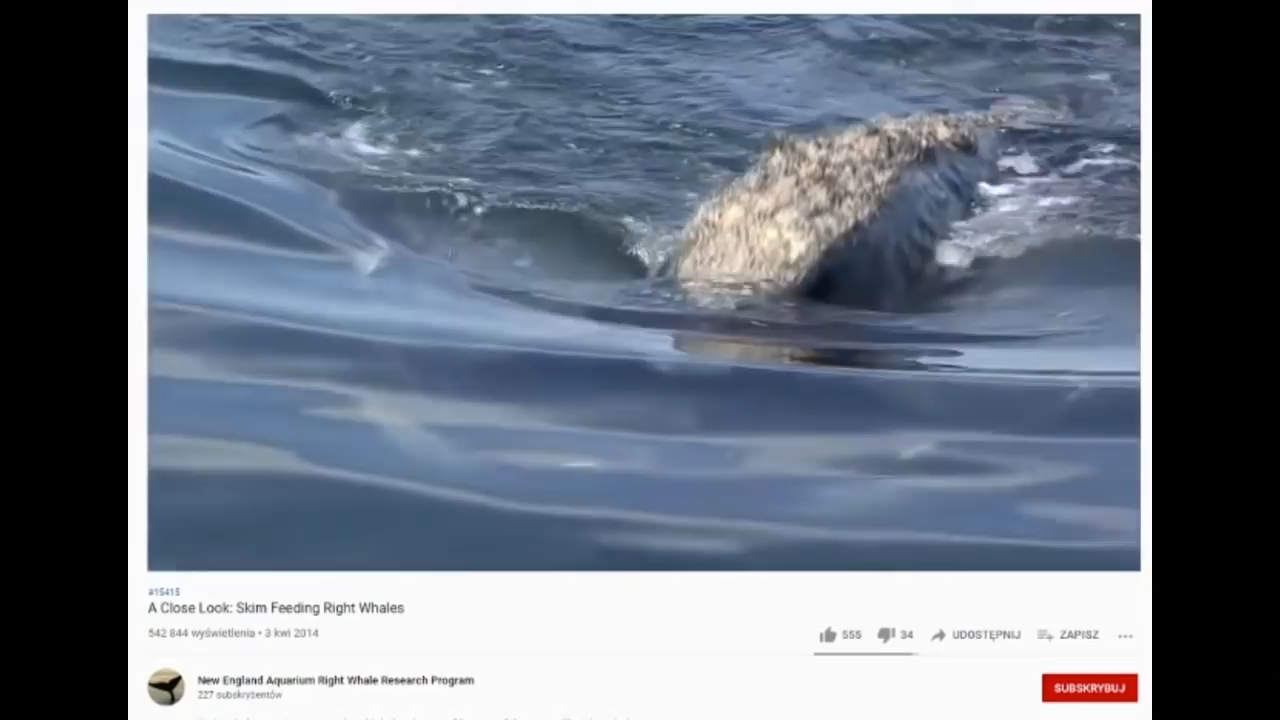 #15415
A Close Look: Skim Feeding Right Whales
542 844 wyświetlenia • 3 kwi 2014
555
34
UDOSTĘPNIJ
ZAPISZ
New England Aquarium Right Whale Research Program
227 subskrybentów
SUBSKRYBUJ